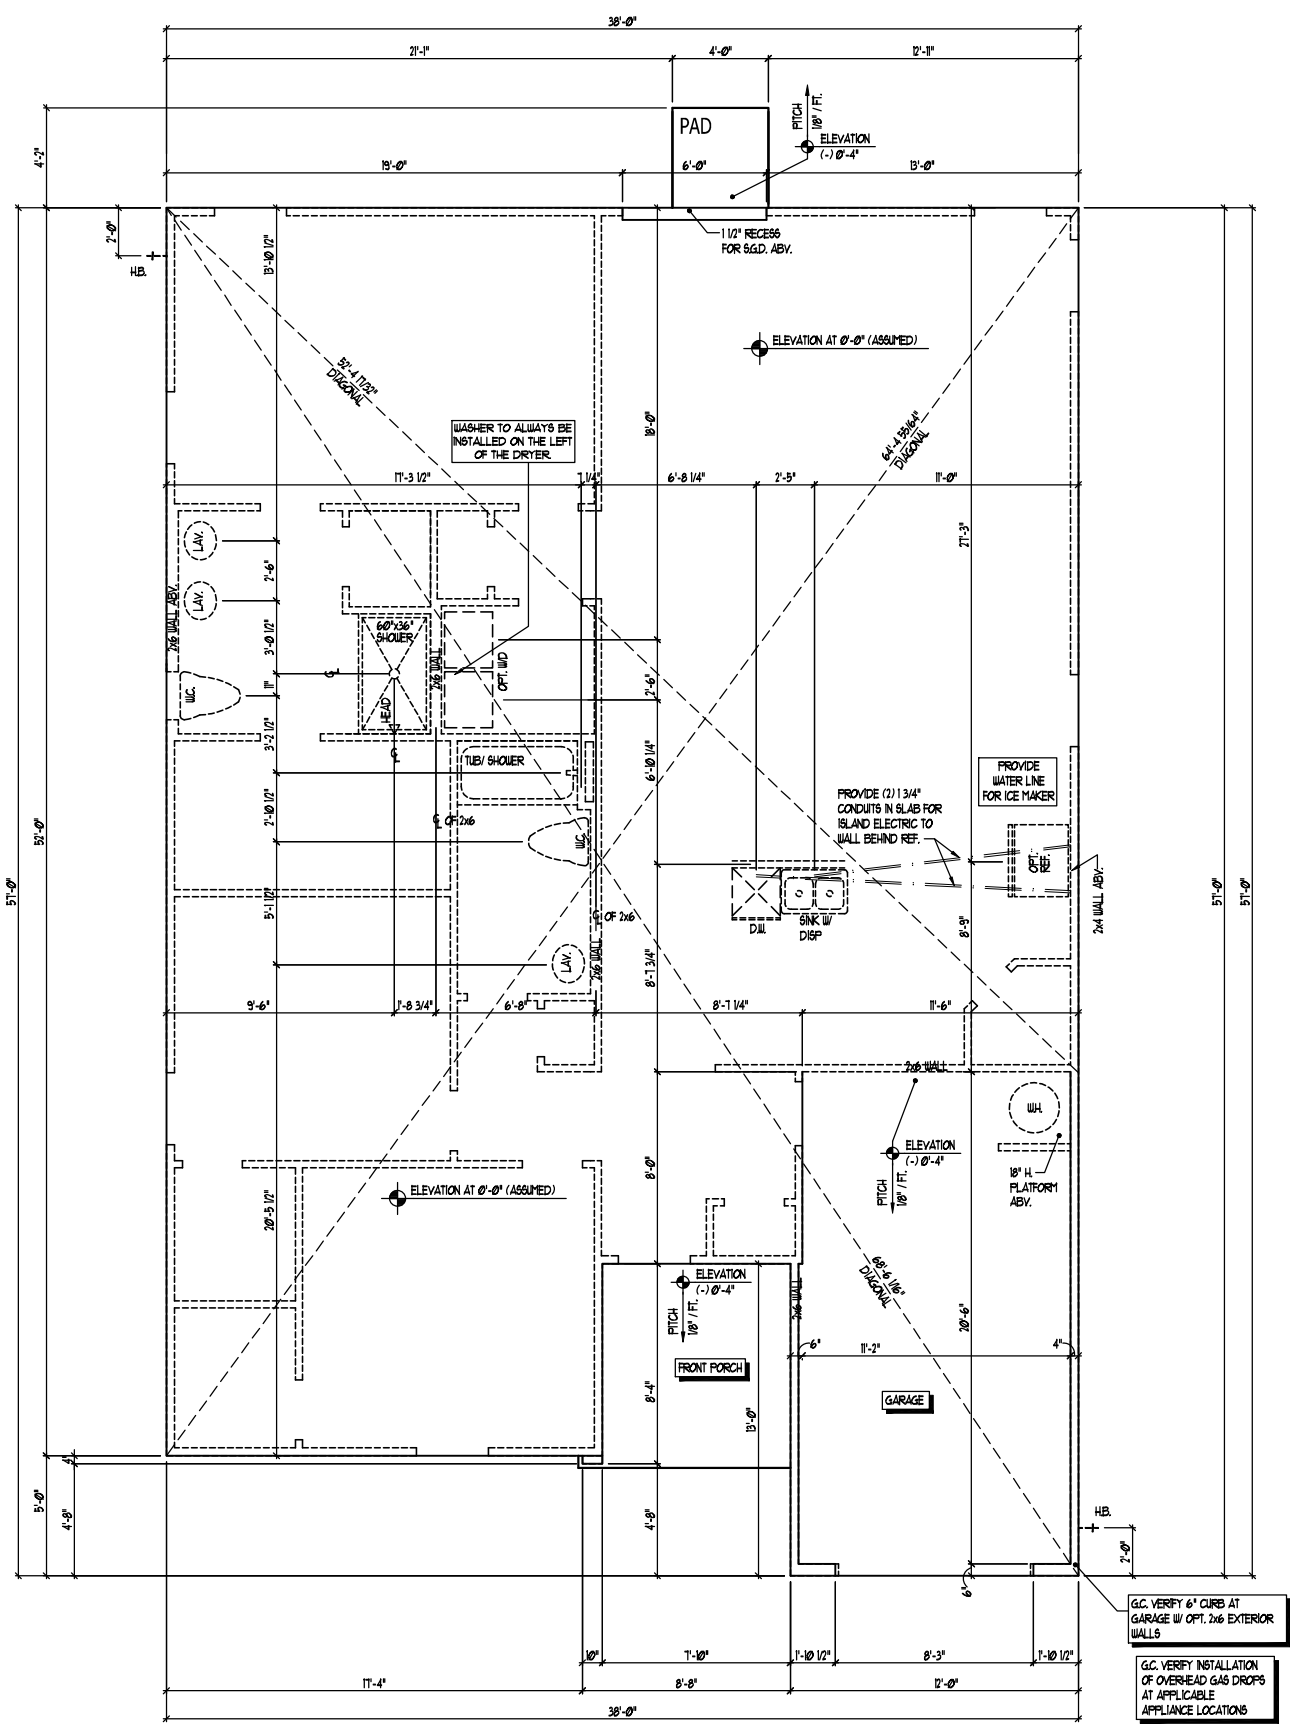 38'-0"
21'-1"
4'-0"
12'-11"
PAD
PITCH
1/8" / FT.
ELEVATION
(-) 0'-4"
4'-2"
19'-0"
6'-0"
13'-0"
2'-0"
H.B.
13'-10 1/2"
1 1/2" RECESS
FOR S.G.D. ABV.
ELEVATION AT 0'-0" (ASSUMED)
52'-4 17/32"
DIAGONAL
18'-0"
64'-4 55/64"
DIAGONAL
WASHER TO ALWAYS BE
INSTALLED ON THE LEFT
OF THE DRYER
17'-3 1/2"
7 1/4"
6'-8 1/4"
2'-5"
11'-0"
27'-3"
LAV.
2'-6"
LAV.
2x6 WALL ABV.
3'-0 1/2"
60"x36"
SHOWER
2x6 WALL
OPT. W/D
W.C.
11"
HEAD
2'-6"
3'-2 1/2"
TUB/ SHOWER
6'-10 1/4"
PROVIDE
WATER LINE
FOR ICE MAKER
PROVIDE (2) 1 3/4"
CONDUITS IN SLAB FOR
ISLAND ELECTRIC TO
WALL BEHIND REF.
2'-10 1/2"
OF 2x6
W.C.
OPT.
REF.
52'-0"
57'-0"
57'-0"
57'-0"
5'-1 1/2"
OF 2x6
D.W.
SINK W/
DISP
8'-9"
2x4 WALL ABV.
LAV.
2x6 WALL
8'-7 3/4"
9'-6"
1'-8 3/4"
6'-8"
8'-7 1/4"
11'-6"
2x6 WALL
W.H.
ELEVATION
(-) 0'-4"
PITCH
1/8" / FT.
18" H.
PLATFORM
ABV.
8'-0"
ELEVATION AT 0'-0" (ASSUMED)
20'-5 1/2"
ELEVATION
(-) 0'-4"
PITCH
1/8" / FT.
2x6 WALL
68'-6 1/16"
DIAGONAL
20'-6"
6"
11'-2"
4"
FRONT PORCH
8'-4"
13'-0"
GARAGE
4"
5'-0"
4'-8"
4'-8"
H.B.
2'-0"
6"
G.C. VERIFY 6" CURB AT
GARAGE W/ OPT. 2x6 EXTERIOR
WALLS
10"
7'-10"
1'-10 1/2"
8'-3"
1'-10 1/2"
G.C. VERIFY INSTALLATION
OF OVERHEAD GAS DROPS
AT APPLICABLE
APPLIANCE LOCATIONS
17'-4"
8'-8"
12'-0"
38'-0"